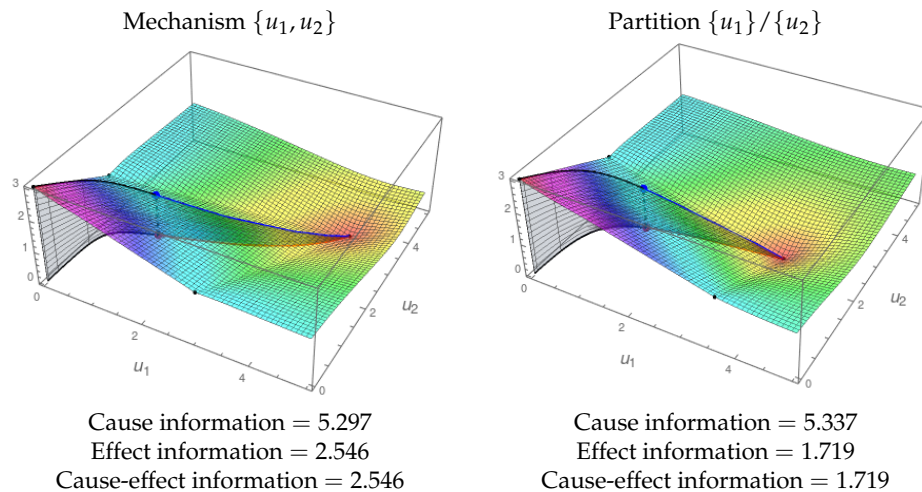 Mechanism {u₁, u₂}
Partition {u₁}/{u₂}
3
2
1
0
0
2
4
u₁
0
2
4
u₂
3
2
1
0
0
2
4
u₁
0
2
4
u₂
Cause information = 5.297
Effect information = 2.546
Cause-effect information = 2.546
Cause information = 5.337
Effect information = 1.719
Cause-effect information = 1.719